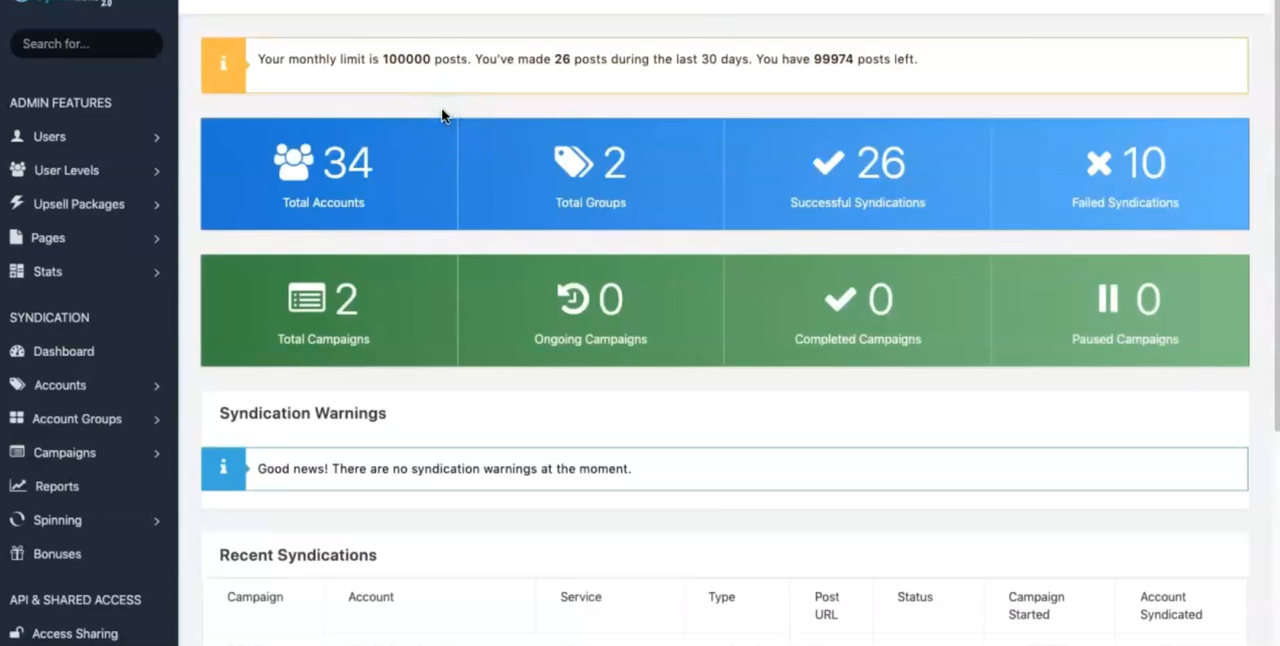 2.0
Search for...
ADMIN FEATURES
Users
User Levels
Upsell Packages
Pages
Stats
SYNDICATION
Dashboard
Accounts
Account Groups
Campaigns
Reports
Spinning
Bonuses
API & SHARED ACCESS
Access Sharing
Your monthly limit is 100000 posts. You've made 26 posts during the last 30 days. You have 99974 posts left.
34
Total Accounts
2
Total Groups
26
Successful Syndications
10
Failed Syndications
2
Total Campaigns
0
Ongoing Campaigns
0
Completed Campaigns
0
Paused Campaigns
Syndication Warnings
Good news! There are no syndication warnings at the moment.
Recent Syndications
Campaign
Account
Service
Type
Post
URL
Status
Campaign
Started
Account
Syndicated